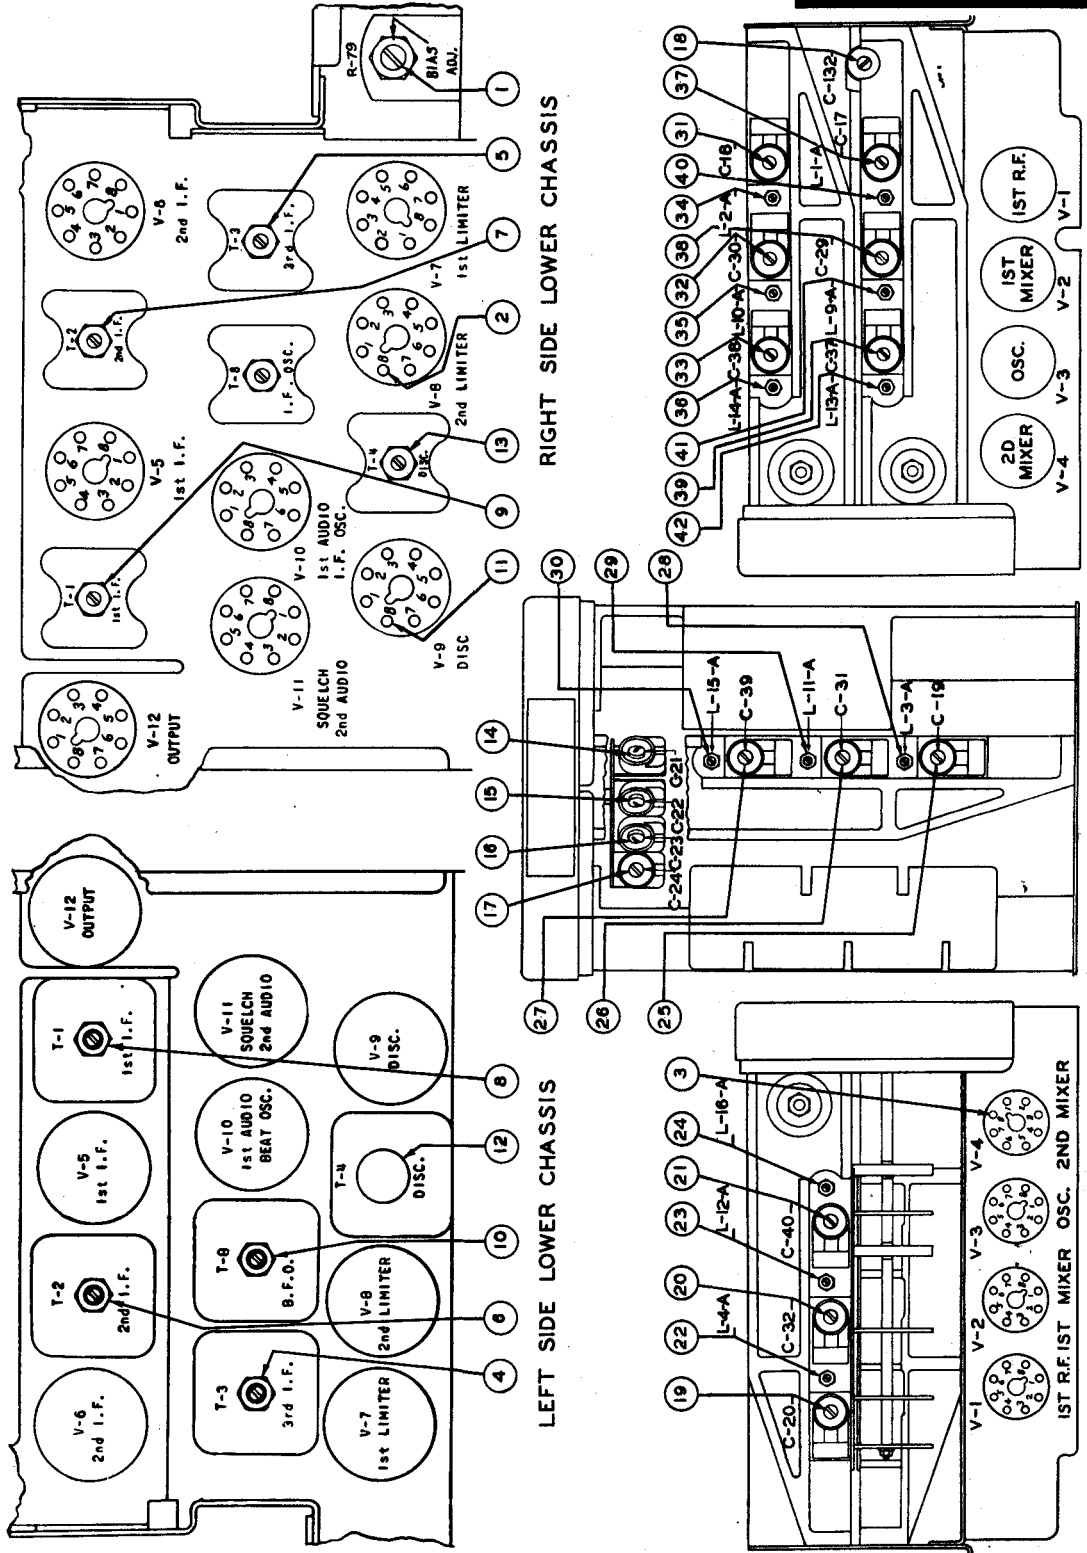 V-12
OUTPUT
T-1
1st I.F.
V-5
1st I.F.
T-2
2nd I.F.
V-6
2nd I.F.
V-11
SQUELCH
2nd AUDIO
V-10
1st AUDIO
BEAT OSC.
T-8
B.F.O.
T-3
3rd I.F.
V-9
DISC.
T-4
DISC.
V-8
2nd LIMITER
V-7
1st LIMITER
8
12
10
6
4
LEFT SIDE LOWER CHASSIS
V-12
OUTPUT
T-1
1st I.F.
V-5
1st I.F.
T-2
2nd I.F.
V-6
2nd I.F.
V-11
SQUELCH
2nd AUDIO
V-10
1st AUDIO
I.F. OSC.
T-8
I.F. OSC.
T-3
3rd I.F.
V-9
DISC
T-4
DISC.
V-8
2nd LIMITER
V-7
1st LIMITER
R-79
BIAS
ADJ.
11
9
13
2
7
5
1
RIGHT SIDE LOWER CHASSIS
19
22
20
23
21
24
3
C-20
L-4-A
C-32
L-12-A
C-40
L-16-A
V-1
V-2
V-3
V-4
1ST R.F.
1ST MIXER
OSC.
2ND MIXER
17
16
15
14
C-24
C-23
C-22
C-21
27
26
25
30
29
28
L-15-A
C-39
L-11-A
C-31
L-3-A
C-19
42
39
41
36
33
35
32
38
34
40
31
37
18
L-14-A
C-38
L-10-A
C-30
L-2-A
C-18
L-13-A
C-37
L-9-A
C-29
L-1-A
C-17
C-132
2D
MIXER
OSC.
1ST
MIXER
1ST R.F.
V-4
V-3
V-2
V-1